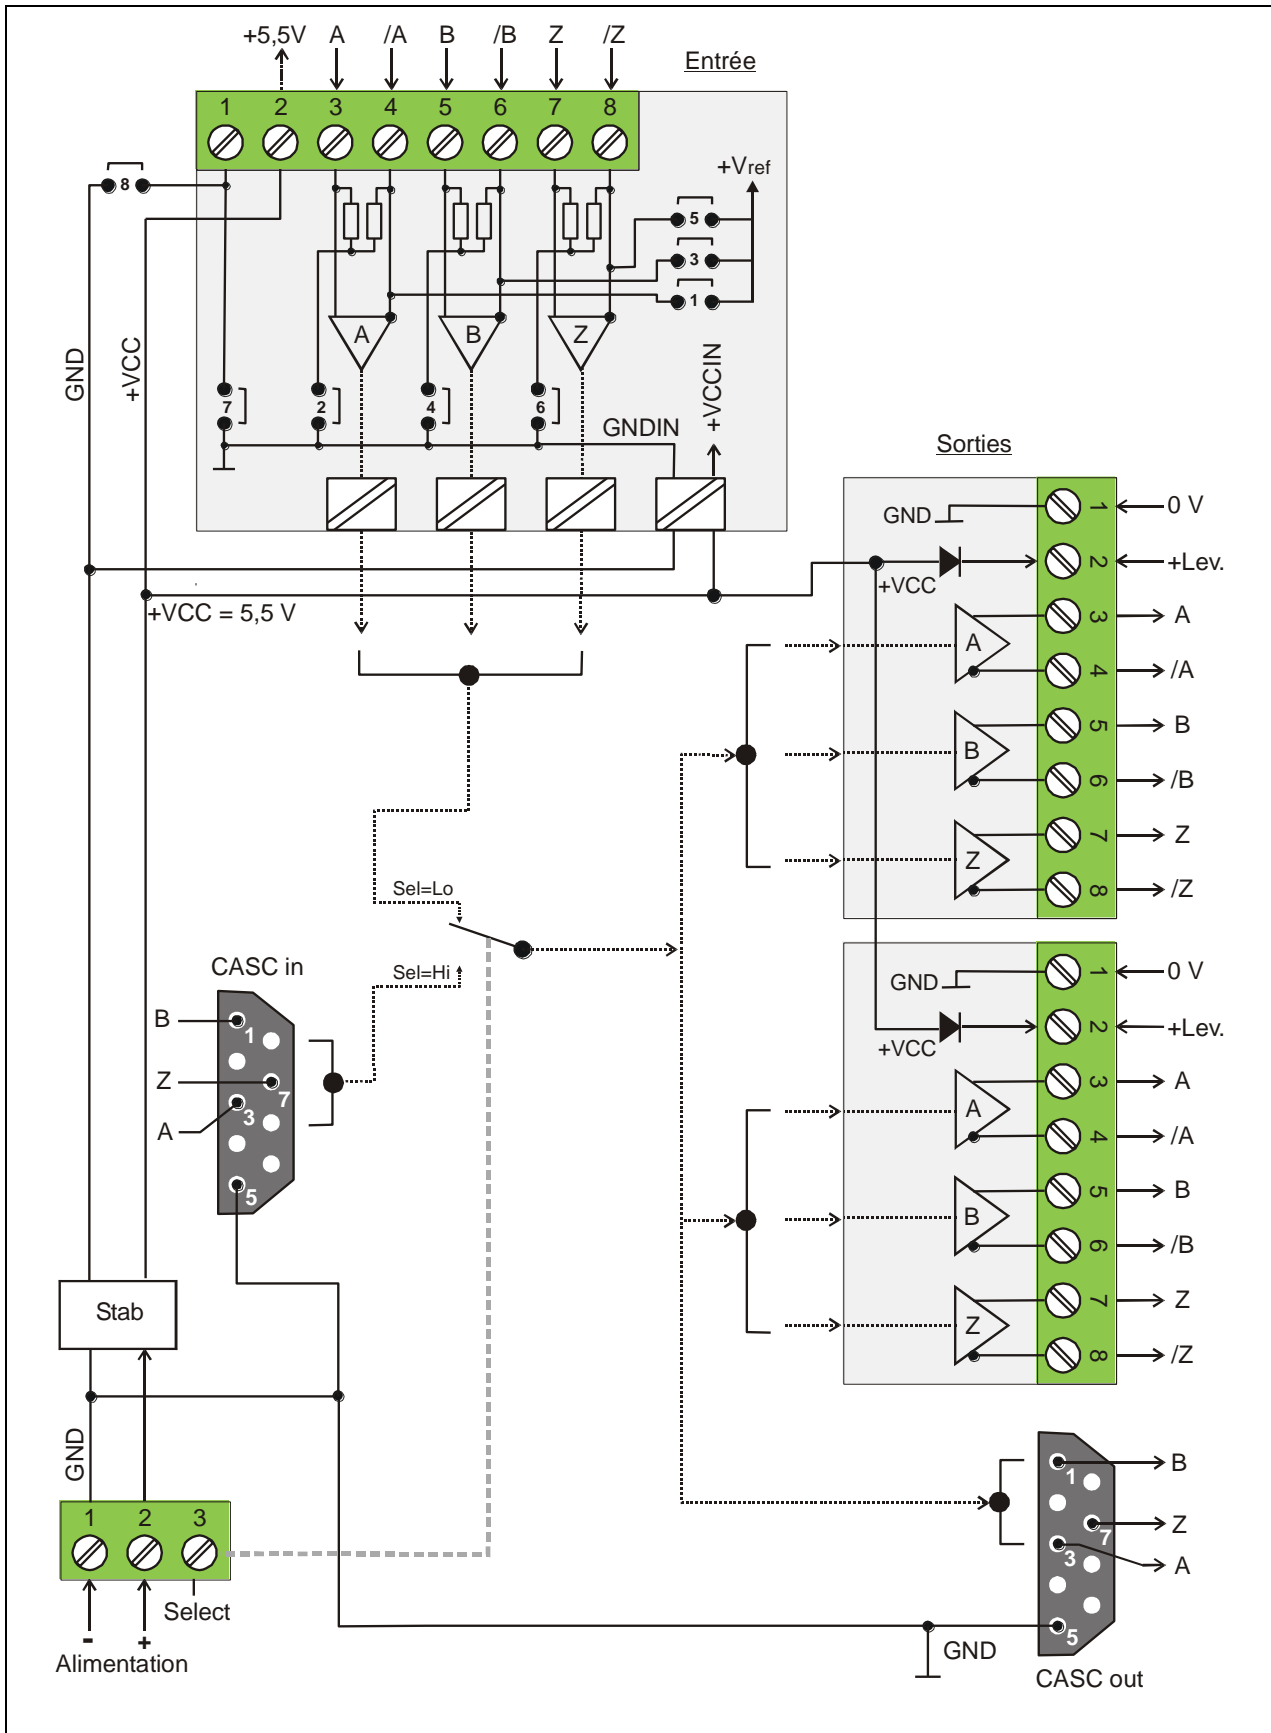 +5,5V A /A B /B Z /Z
Entrée
1 2 3 4 5 6 7 8
+Vref
8
5
3
1
A B Z
GND
+VCC
+VCCIN
7 2 4 6
GNDIN
+VCC = 5,5 V
Sorties
GND 1 0 V
+VCC 2 +Lev.
A 3 A
4 /A
B 5 B
6 /B
Z 7 Z
8 /Z
Sel=Lo
Sel=Hi
CASC in
B 1
Z 7
A 3
5
GND 1 0 V
+VCC 2 +Lev.
A 3 A
4 /A
B 5 B
6 /B
Z 7 Z
8 /Z
Stab
GND
1 2 3
Select
- +
Alimentation
1 B
7 Z
3 A
5
GND
CASC out